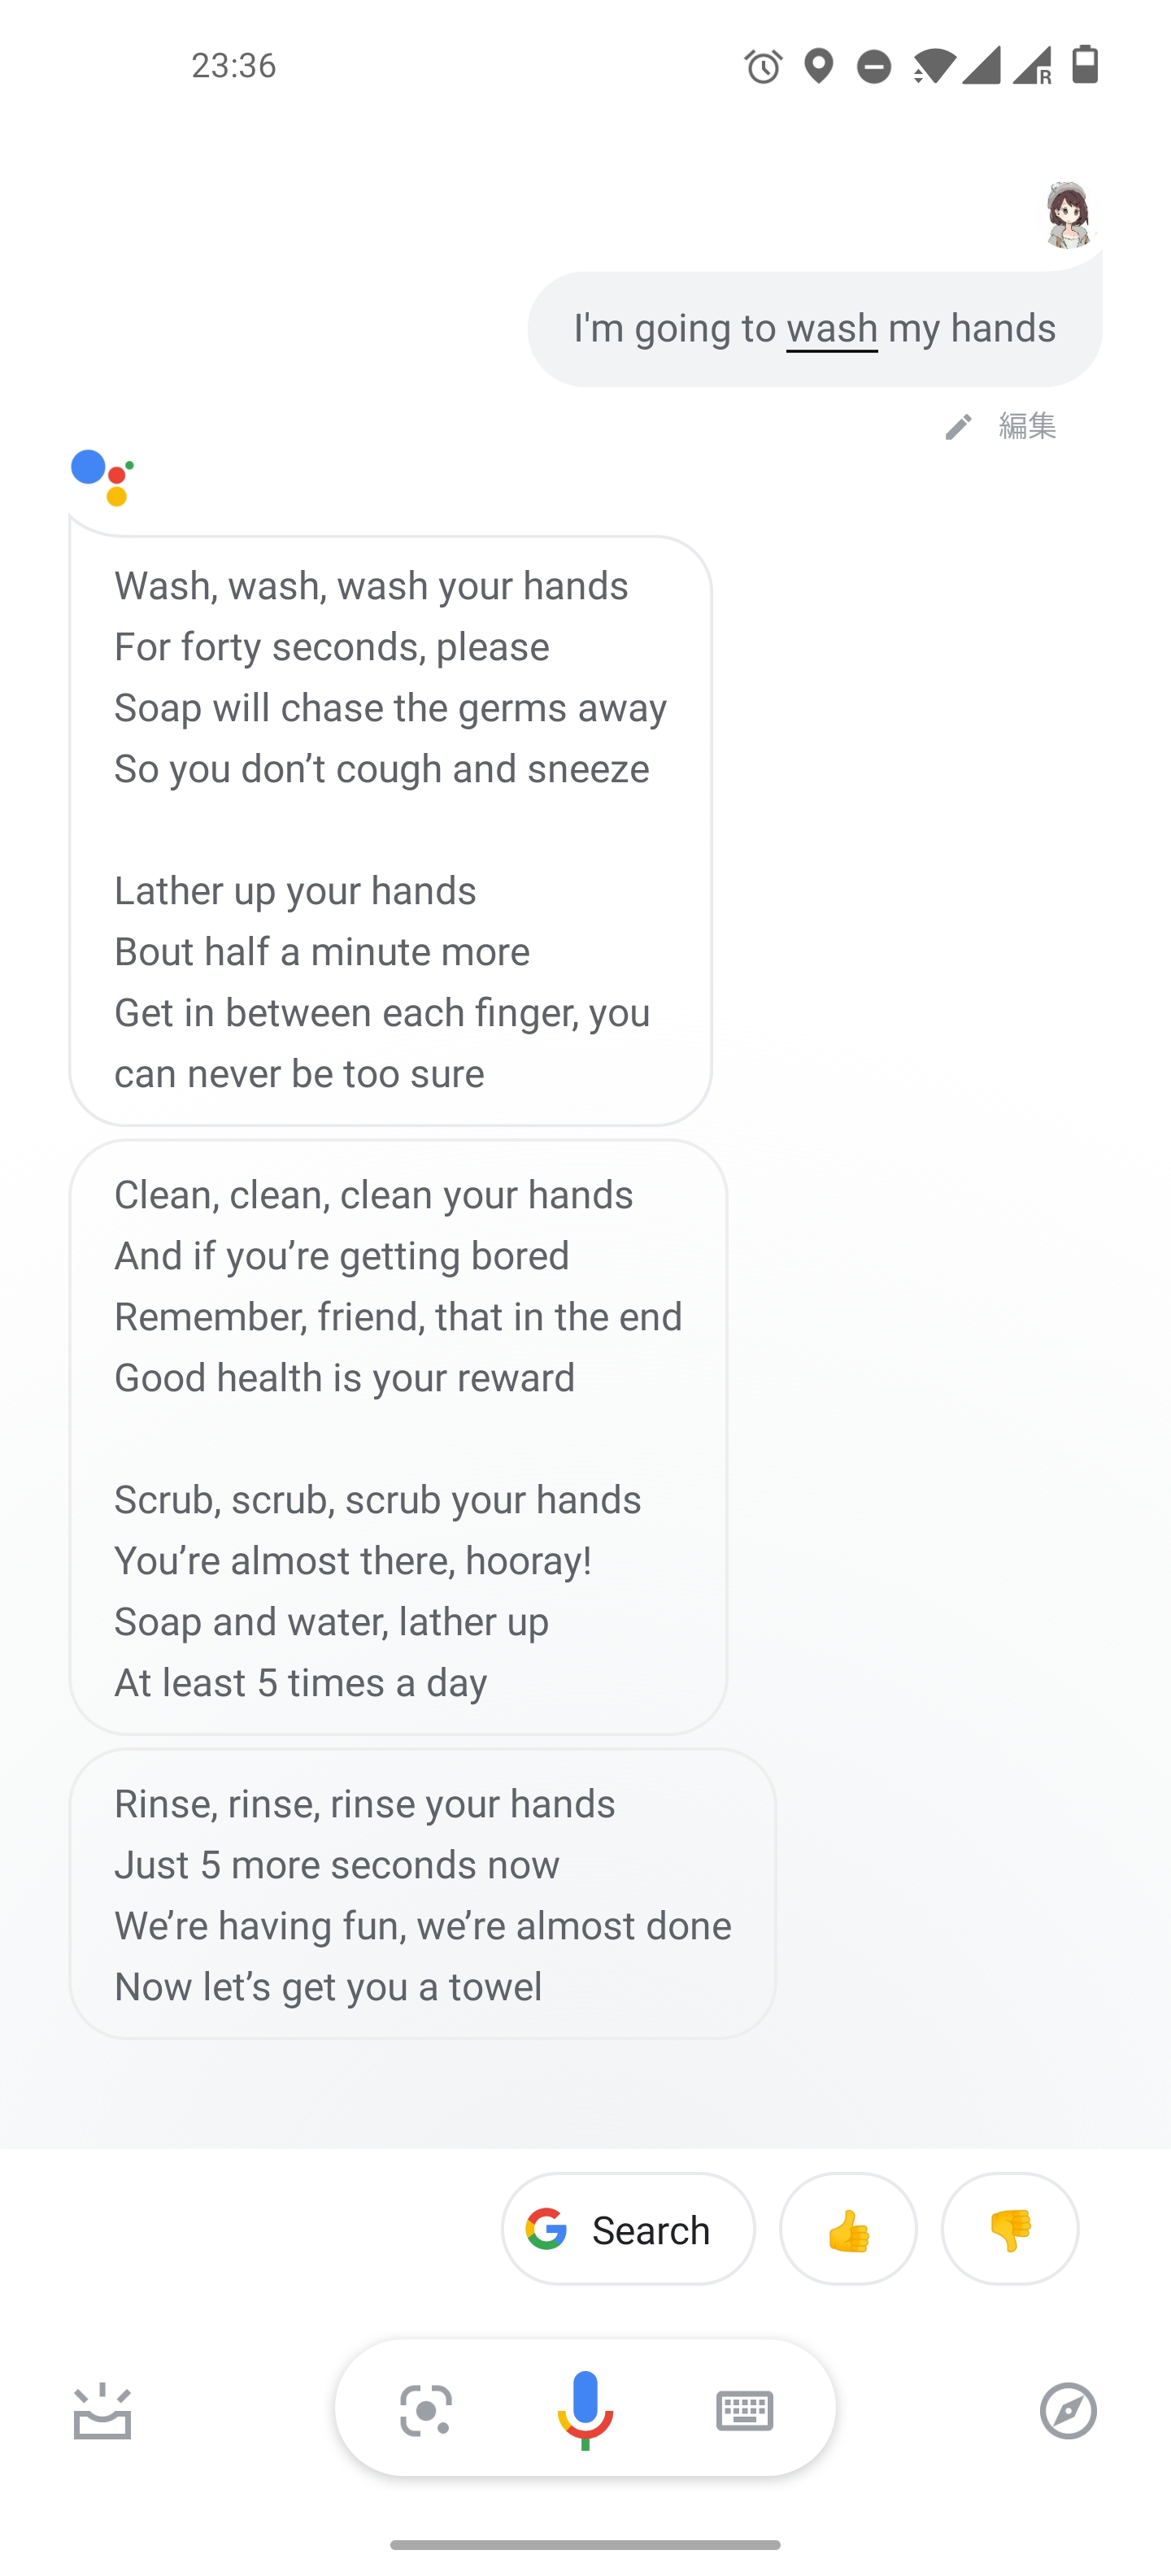 23:36
R
I'm going to wash my hands
編集
Wash, wash, wash your hands
For forty seconds, please
Soap will chase the germs away
So you don’t cough and sneeze
Lather up your hands
Bout half a minute more
Get in between each finger, you
can never be too sure
Clean, clean, clean your hands
And if you’re getting bored
Remember, friend, that in the end
Good health is your reward
Scrub, scrub, scrub your hands
You’re almost there, hooray!
Soap and water, lather up
At least 5 times a day
Rinse, rinse, rinse your hands
Just 5 more seconds now
We’re having fun, we’re almost done
Now let’s get you a towel
Search